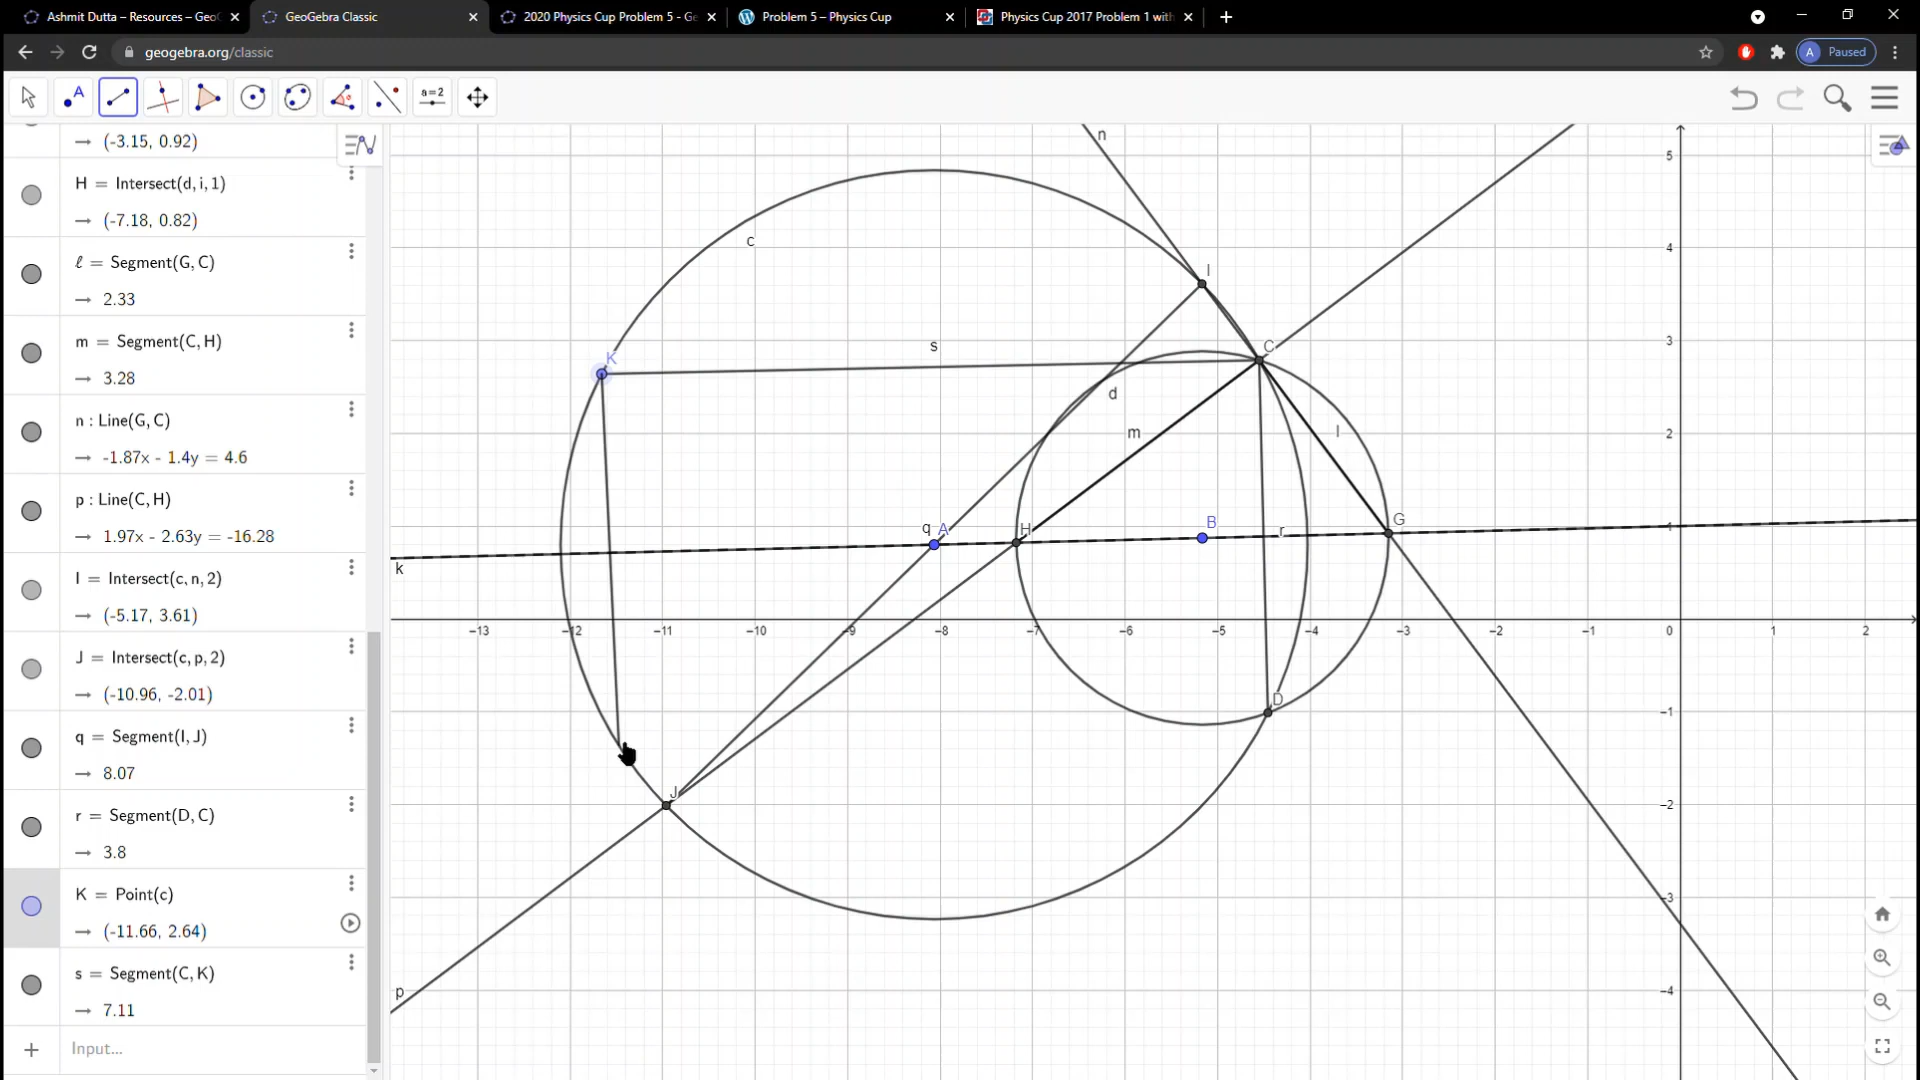 Ashmit Dutta – Resources – GeoG
GeoGebra Classic
2020 Physics Cup Problem 5 - Ge
Problem 5 – Physics Cup
Physics Cup 2017 Problem 1 with
geogebra.org/classic
A Paused
A
a=2
→ (-3.15, 0.92)
H = Intersect(d, i, 1)
→ (-7.18, 0.82)
ℓ = Segment(G, C)
→ 2.33
m = Segment(C, H)
→ 3.28
n : Line(G, C)
→ -1.87x - 1.4y = 4.6
p : Line(C, H)
→ 1.97x - 2.63y = -16.28
I = Intersect(c, n, 2)
→ (-5.17, 3.61)
J = Intersect(c, p, 2)
→ (-10.96, -2.01)
q = Segment(I, J)
→ 8.07
r = Segment(D, C)
→ 3.8
K = Point(c)
→ (-11.66, 2.64)
s = Segment(C, K)
→ 7.11
+ Input...
n
5
c
4
I
s
C
3
K
d
m
l
2
q A
H
B
r
G
1
k
-13 -12 -11 -10 -9 -8 -7 -6 -5 -4 -3 -2 -1 0 1 2
D
-1
J
-2
-3
p
-4